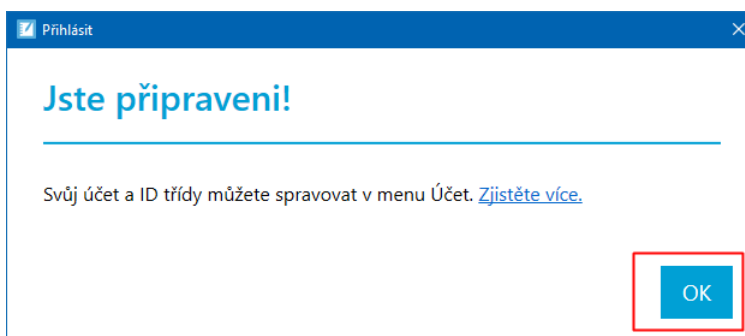 Přihlásit
Jste připraveni!
Svůj účet a ID třídy můžete spravovat v menu Účet. Zjistěte více.
OK